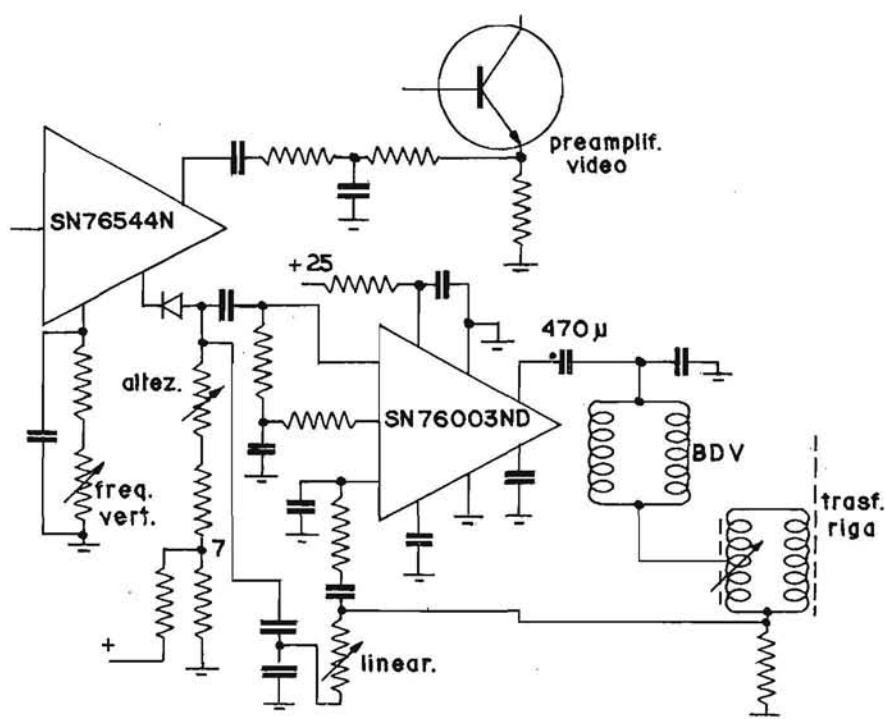 preamplif.
video
SN76544N
+25
470µ
altez.
SN76003ND
BDV
freq.
vert.
trasf.
riga
7
+
linear.